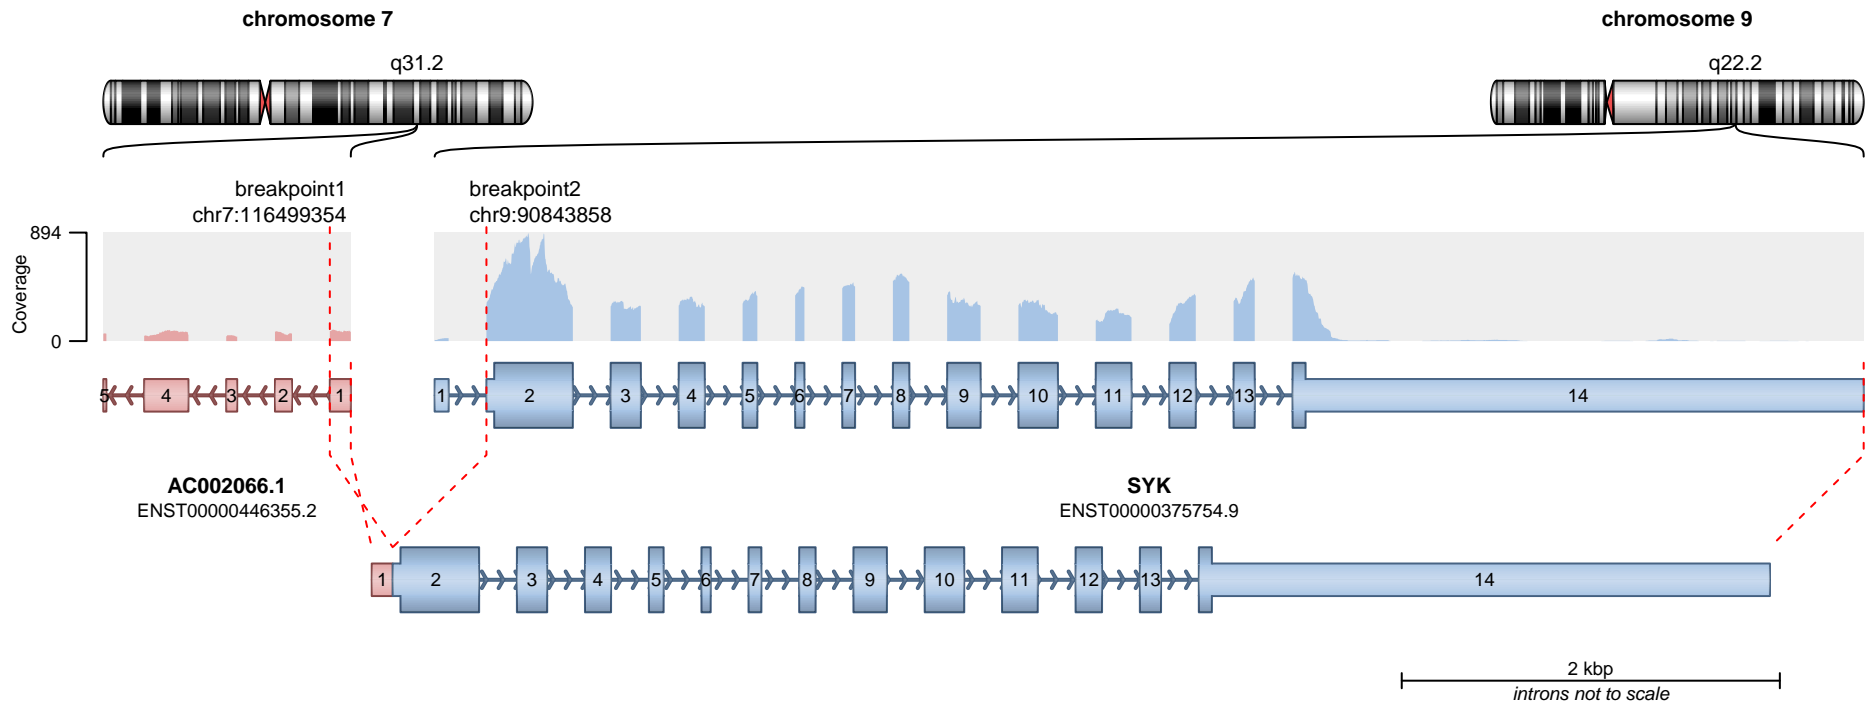 chromosome 7
chromosome 9
q31.2
q22.2
breakpoint1
chr7:116499354
breakpoint2
chr9:90843858
894
0
Coverage
5 4 3 2 1
1 2 3 4 5 6 7 8 9 10 11 12 13 14
AC002066.1
ENST00000446355.2
SYK
ENST00000375754.9
1 2 3 4 5 6 7 8 9 10 11 12 13 14
2 kbp
introns not to scale